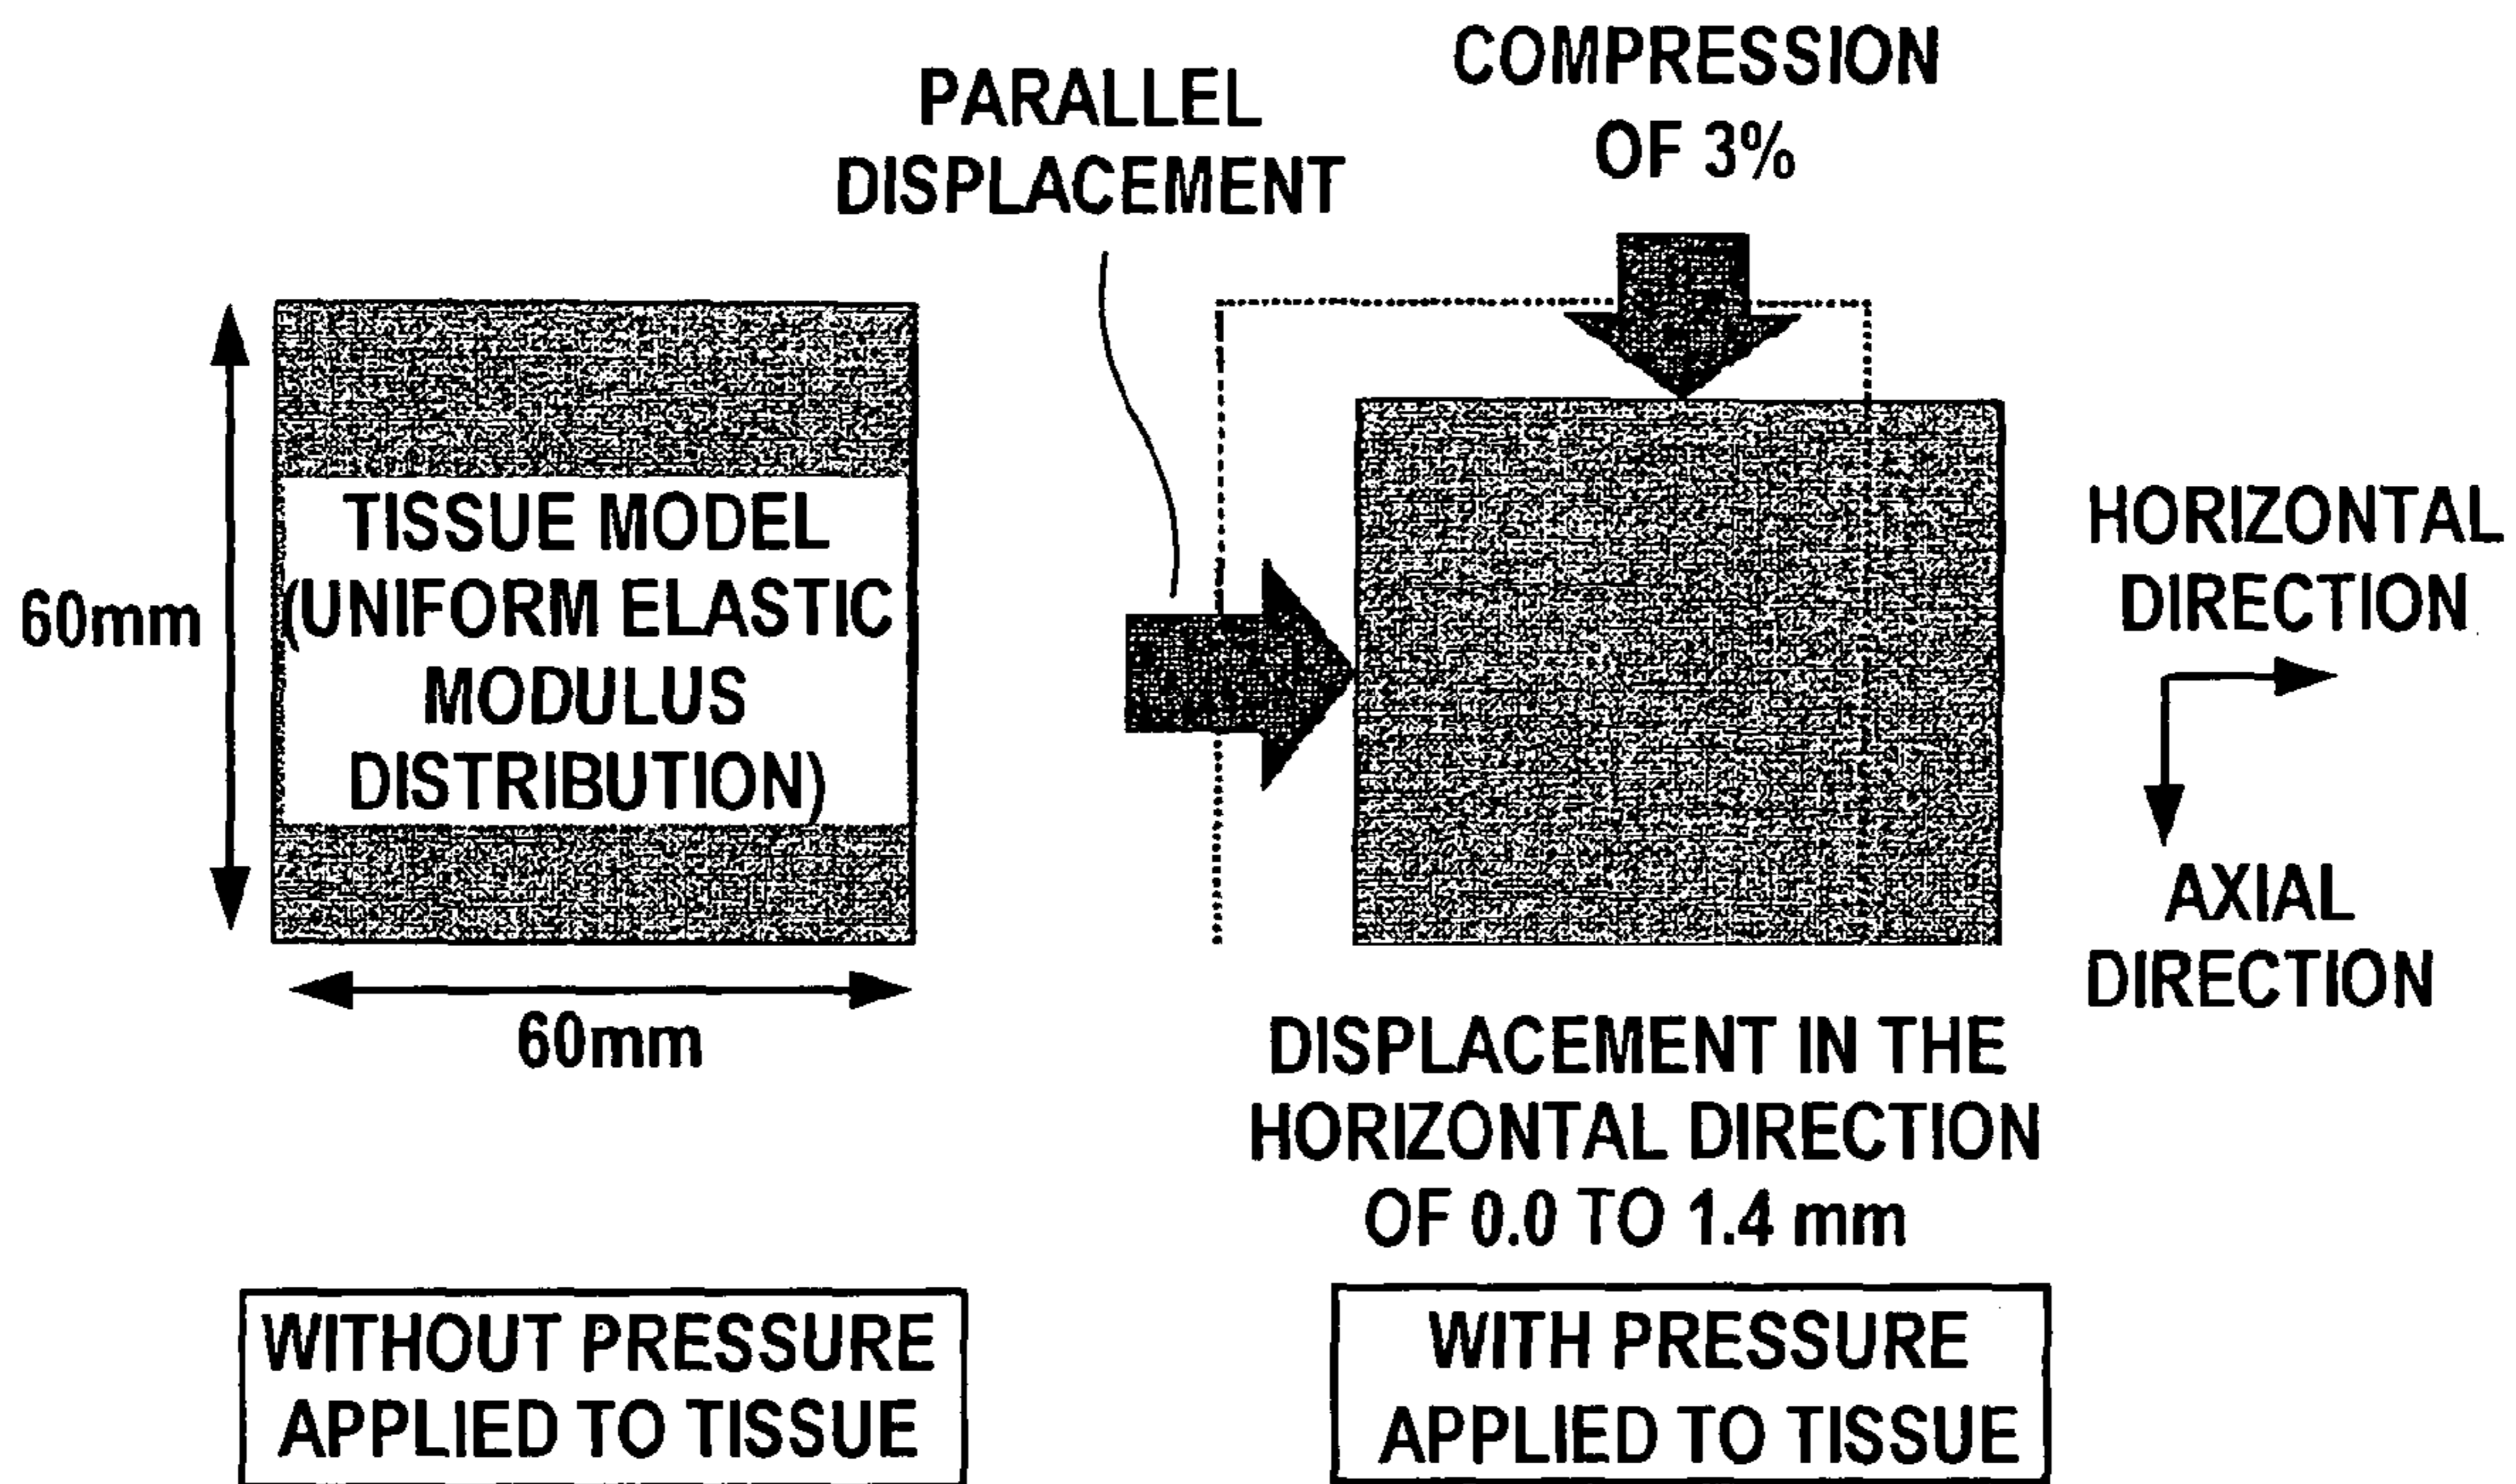 COMPRESSION
OF 3%
PARALLEL
DISPLACEMENT
TISSUE MODEL
(UNIFORM ELASTIC
MODULUS
DISTRIBUTION)
60mm
60mm
HORIZONTAL
DIRECTION
AXIAL
DIRECTION
DISPLACEMENT IN THE
HORIZONTAL DIRECTION
OF 0.0 TO 1.4 mm
WITHOUT PRESSURE
APPLIED TO TISSUE
WITH PRESSURE
APPLIED TO TISSUE